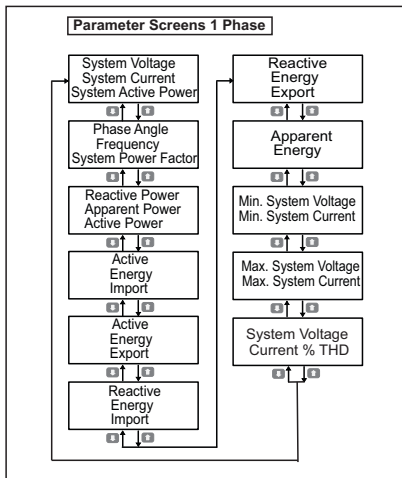 Parameter Screens 1 Phase
System Voltage
System Current
System Active Power
Phase Angle
Frequency
System Power Factor
Reactive Power
Apparent Power
Active Power
Active
Energy
Import
Active
Energy
Export
Reactive
Energy
Import
Reactive
Energy
Export
Apparent
Energy
Min. System Voltage
Min. System Current
Max. System Voltage
Max. System Current
System Voltage
Current % THD